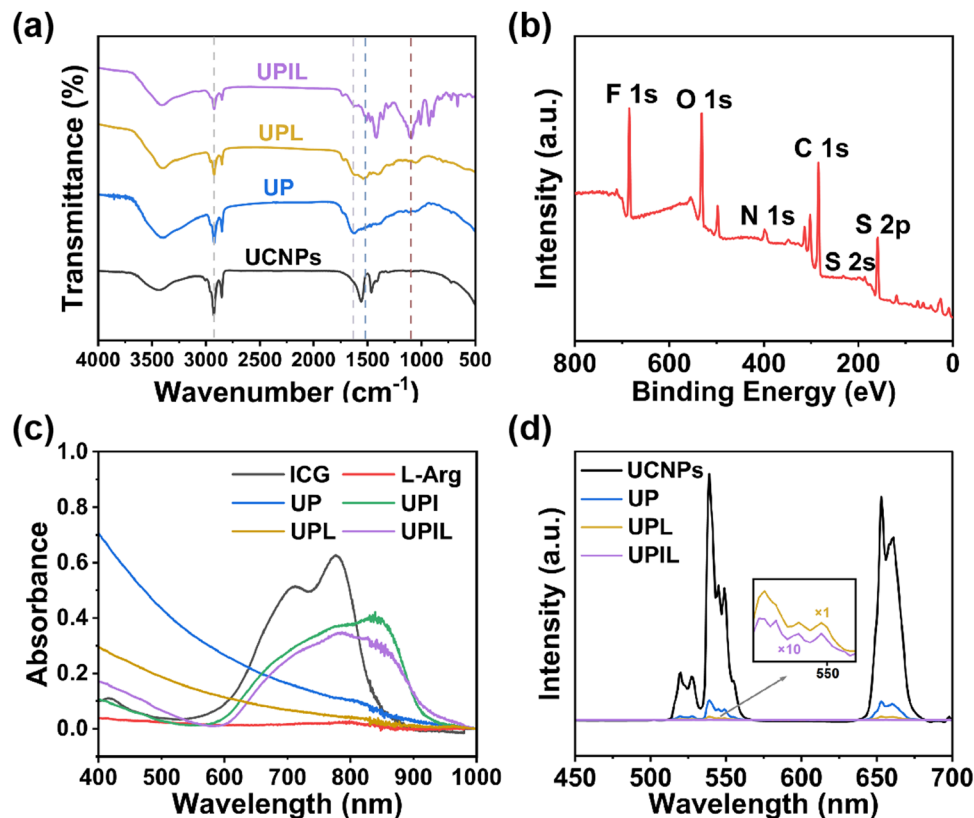 (a)
UPIL
UPL
UP
UCNPs
Transmittance (%)
4000 3500 3000 2500 2000 1500 1000 500
Wavenumber (cm⁻¹)
(b)
F 1s
O 1s
C 1s
N 1s
S 2p
S 2s
Intensity (a.u.)
800 600 400 200 0
Binding Energy (eV)
(c)
1.0
0.8
0.6
0.4
0.2
0.0
ICG L-Arg
UP UPI
UPL UPIL
Absorbance
400 500 600 700 800 900 1000
Wavelength (nm)
(d)
UCNPs
UP
UPL
UPIL
×1
×10
550
Intensity (a.u.)
450 500 550 600 650 700
Wavelength (nm)